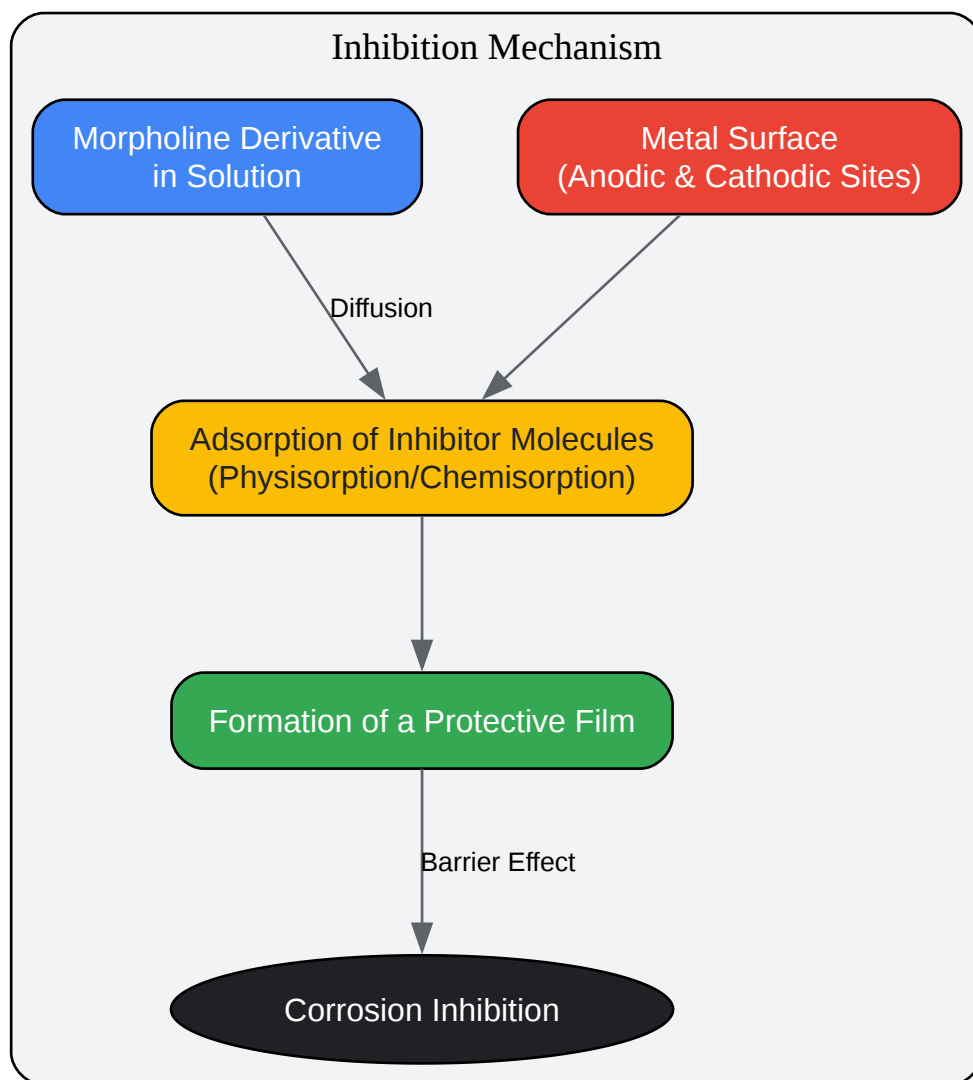 Inhibition Mechanism
Morpholine Derivative
in Solution
Metal Surface
(Anodic & Cathodic Sites)
Diffusion
Adsorption of Inhibitor Molecules
(Physisorption/Chemisorption)
Formation of a Protective Film
Barrier Effect
Corrosion Inhibition